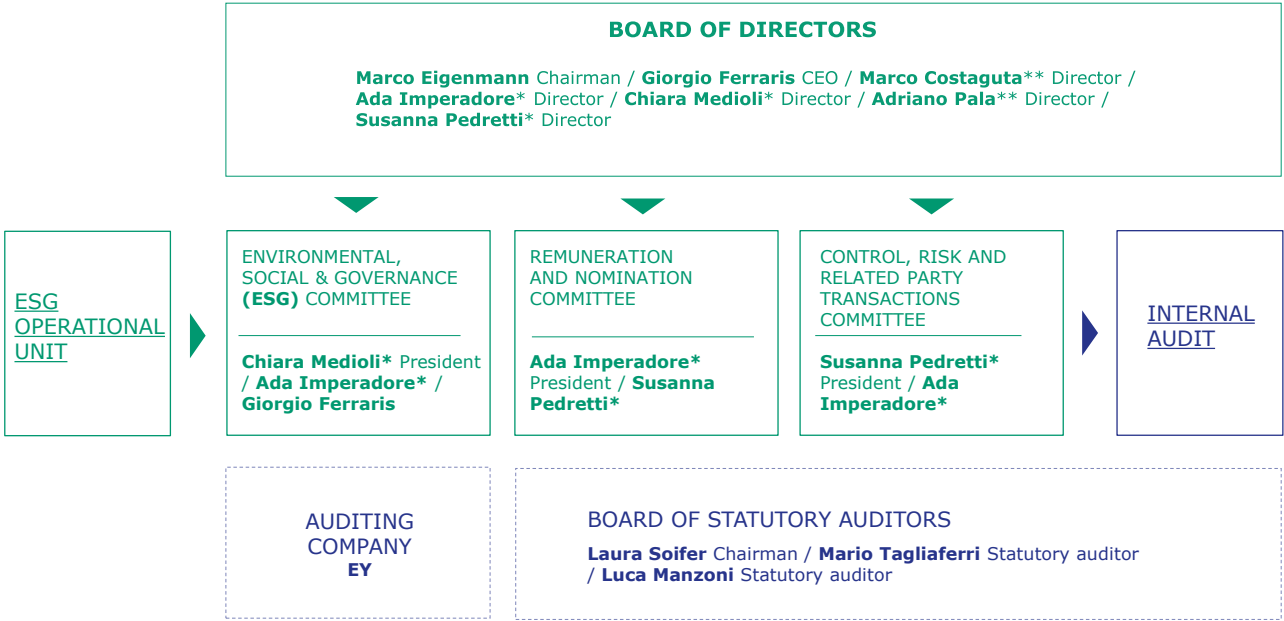 BOARD OF DIRECTORS
Marco Eigenmann Chairman / Giorgio Ferraris CEO / Marco Costaguta** Director /
Ada Imperadore* Director / Chiara Medioli* Director / Adriano Pala** Director /
Susanna Pedretti* Director
ESG
OPERATIONAL
UNIT
ENVIRONMENTAL,
SOCIAL & GOVERNANCE
(ESG) COMMITTEE
Chiara Medioli* President
/ Ada Imperadore* /
Giorgio Ferraris
REMUNERATION
AND NOMINATION
COMMITTEE
Ada Imperadore*
President / Susanna
Pedretti*
CONTROL, RISK AND
RELATED PARTY
TRANSACTIONS
COMMITTEE
Susanna Pedretti*
President / Ada
Imperadore*
INTERNAL
AUDIT
AUDITING
COMPANY
EY
BOARD OF STATUTORY AUDITORS
Laura Soifer Chairman / Mario Tagliaferri Statutory auditor
/ Luca Manzoni Statutory auditor